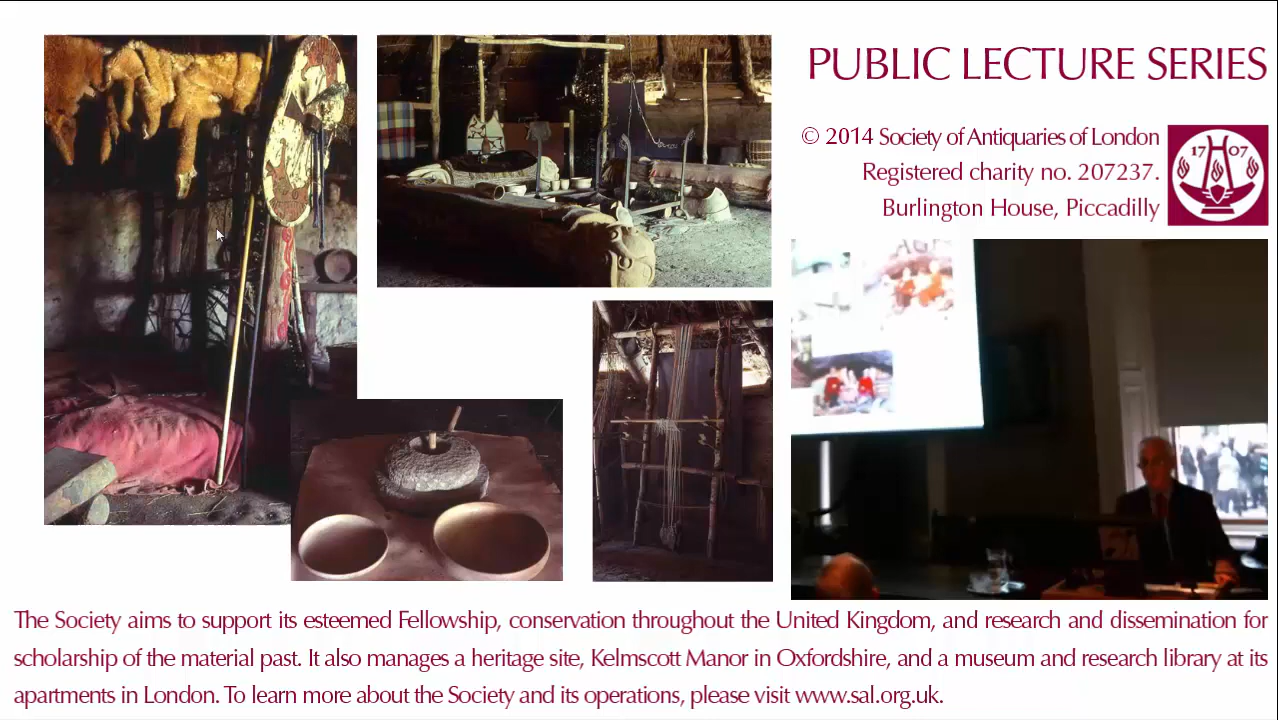 PUBLIC LECTURE SERIES
© 2014 Society of Antiquaries of London
Registered charity no. 207237.
Burlington House, Piccadilly
17 07
The Society aims to support its esteemed Fellowship, conservation throughout the United Kingdom, and research and dissemination for
scholarship of the material past. It also manages a heritage site, Kelmscott Manor in Oxfordshire, and a museum and research library at its
apartments in London. To learn more about the Society and its operations, please visit www.sal.org.uk.